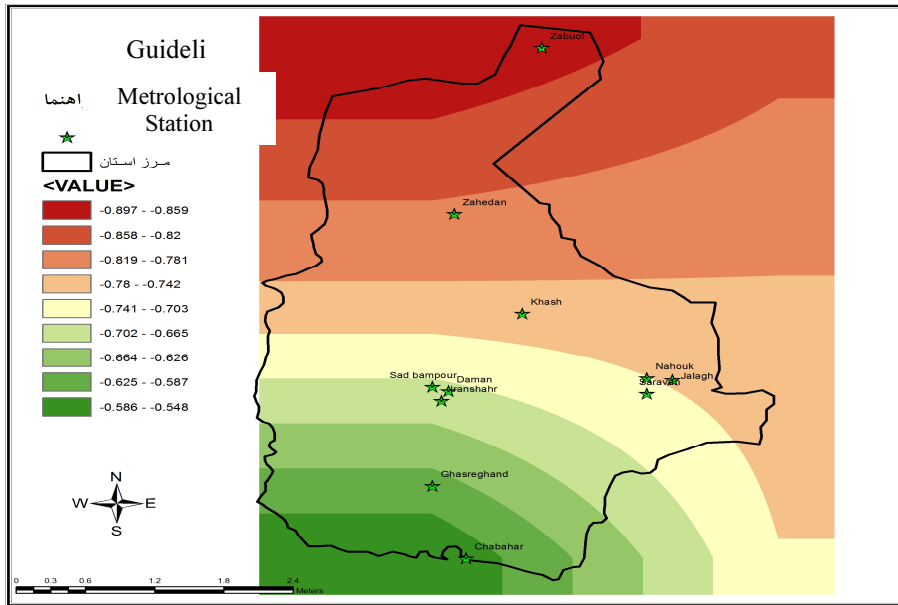 Guideli
اهنما
Metrological
Station
مرز استان
<VALUE>
-0.897 - -0.859
-0.858 - -0.82
-0.819 - -0.781
-0.78 - -0.742
-0.741 - -0.703
-0.702 - -0.665
-0.664 - -0.626
-0.625 - -0.587
-0.586 - -0.548
N
W E
S
0 0.3 0.6 1.2 1.8 2.4
Meters
Zabuol
Zahedan
Khash
Nahouk
Jalagh
Saravan
Sad bampour
Daman
Iranshahr
Ghasreghand
Chabahar